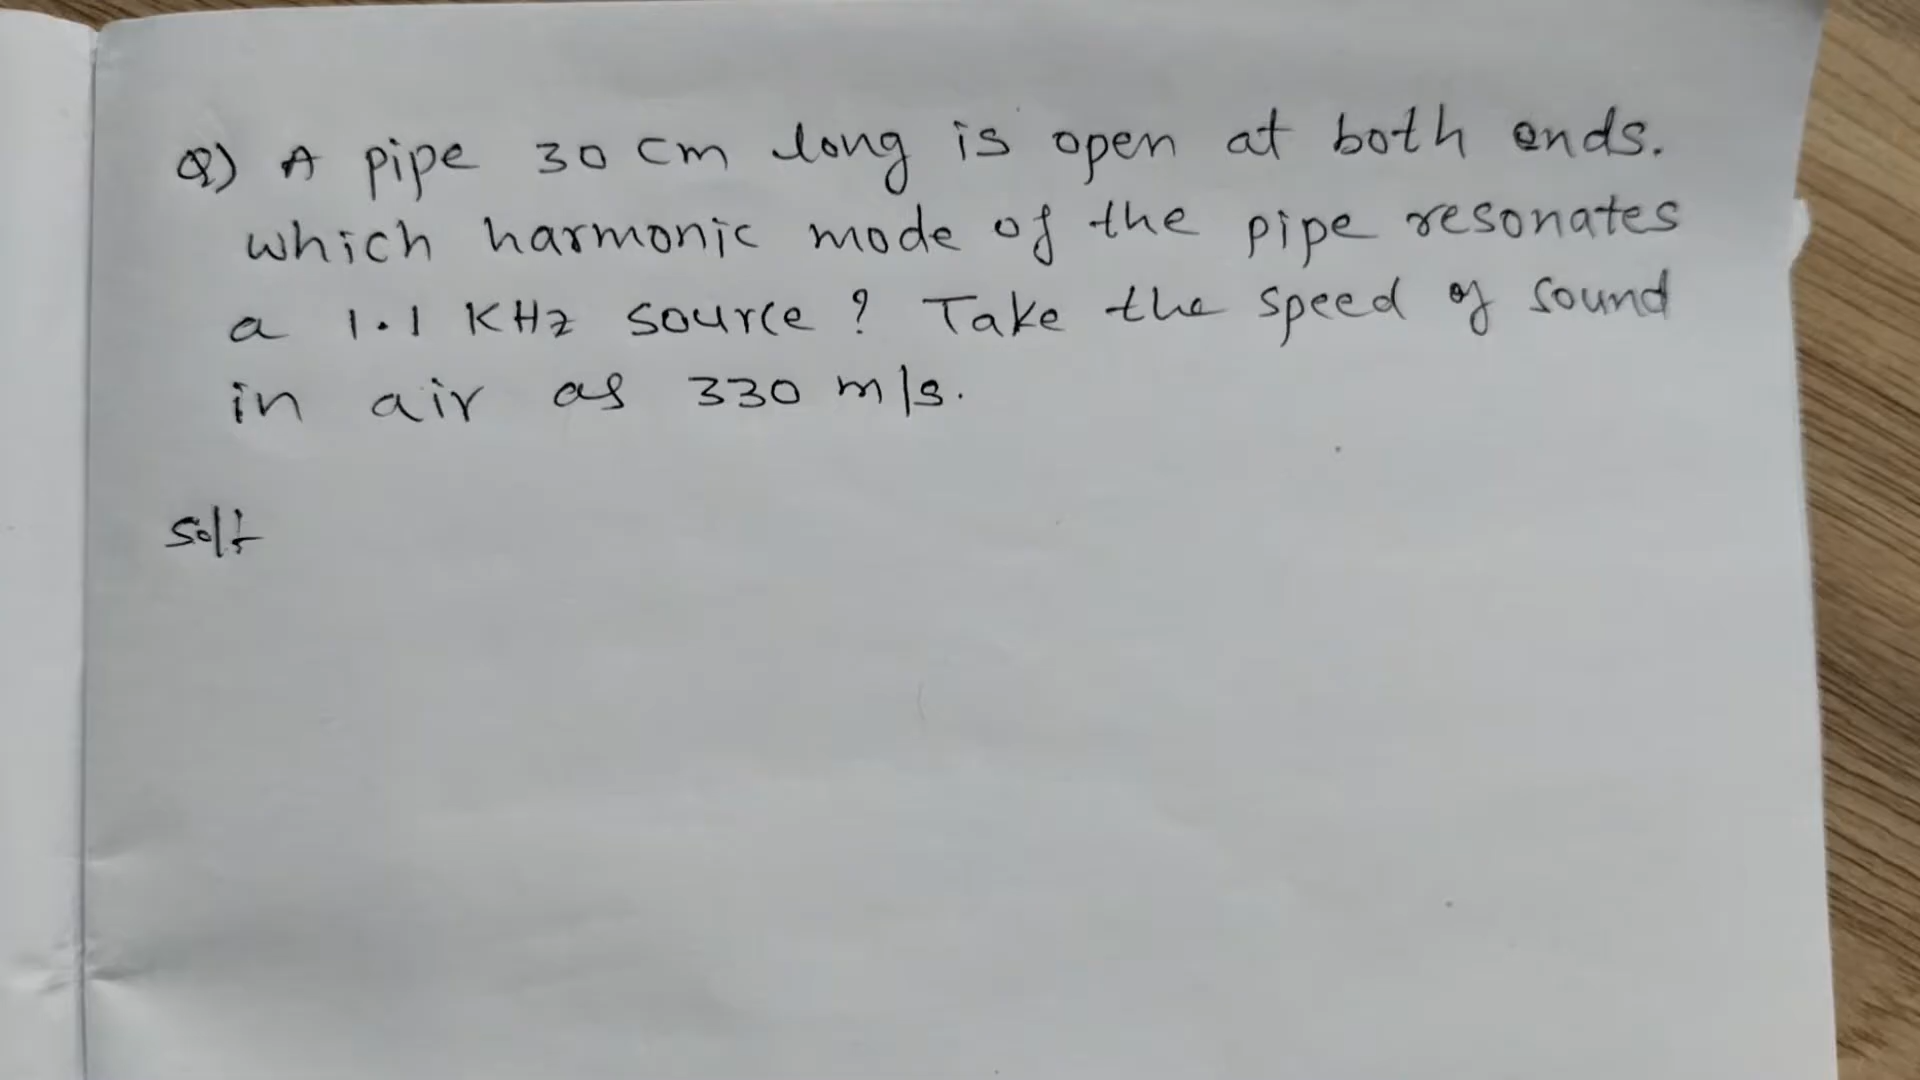 Q) A pipe 30 cm long is open at both ends.
which harmonic mode of the pipe resonates
a 1.1 KHz source ? Take the speed of sound
in air as 330 m/s.
Sol: